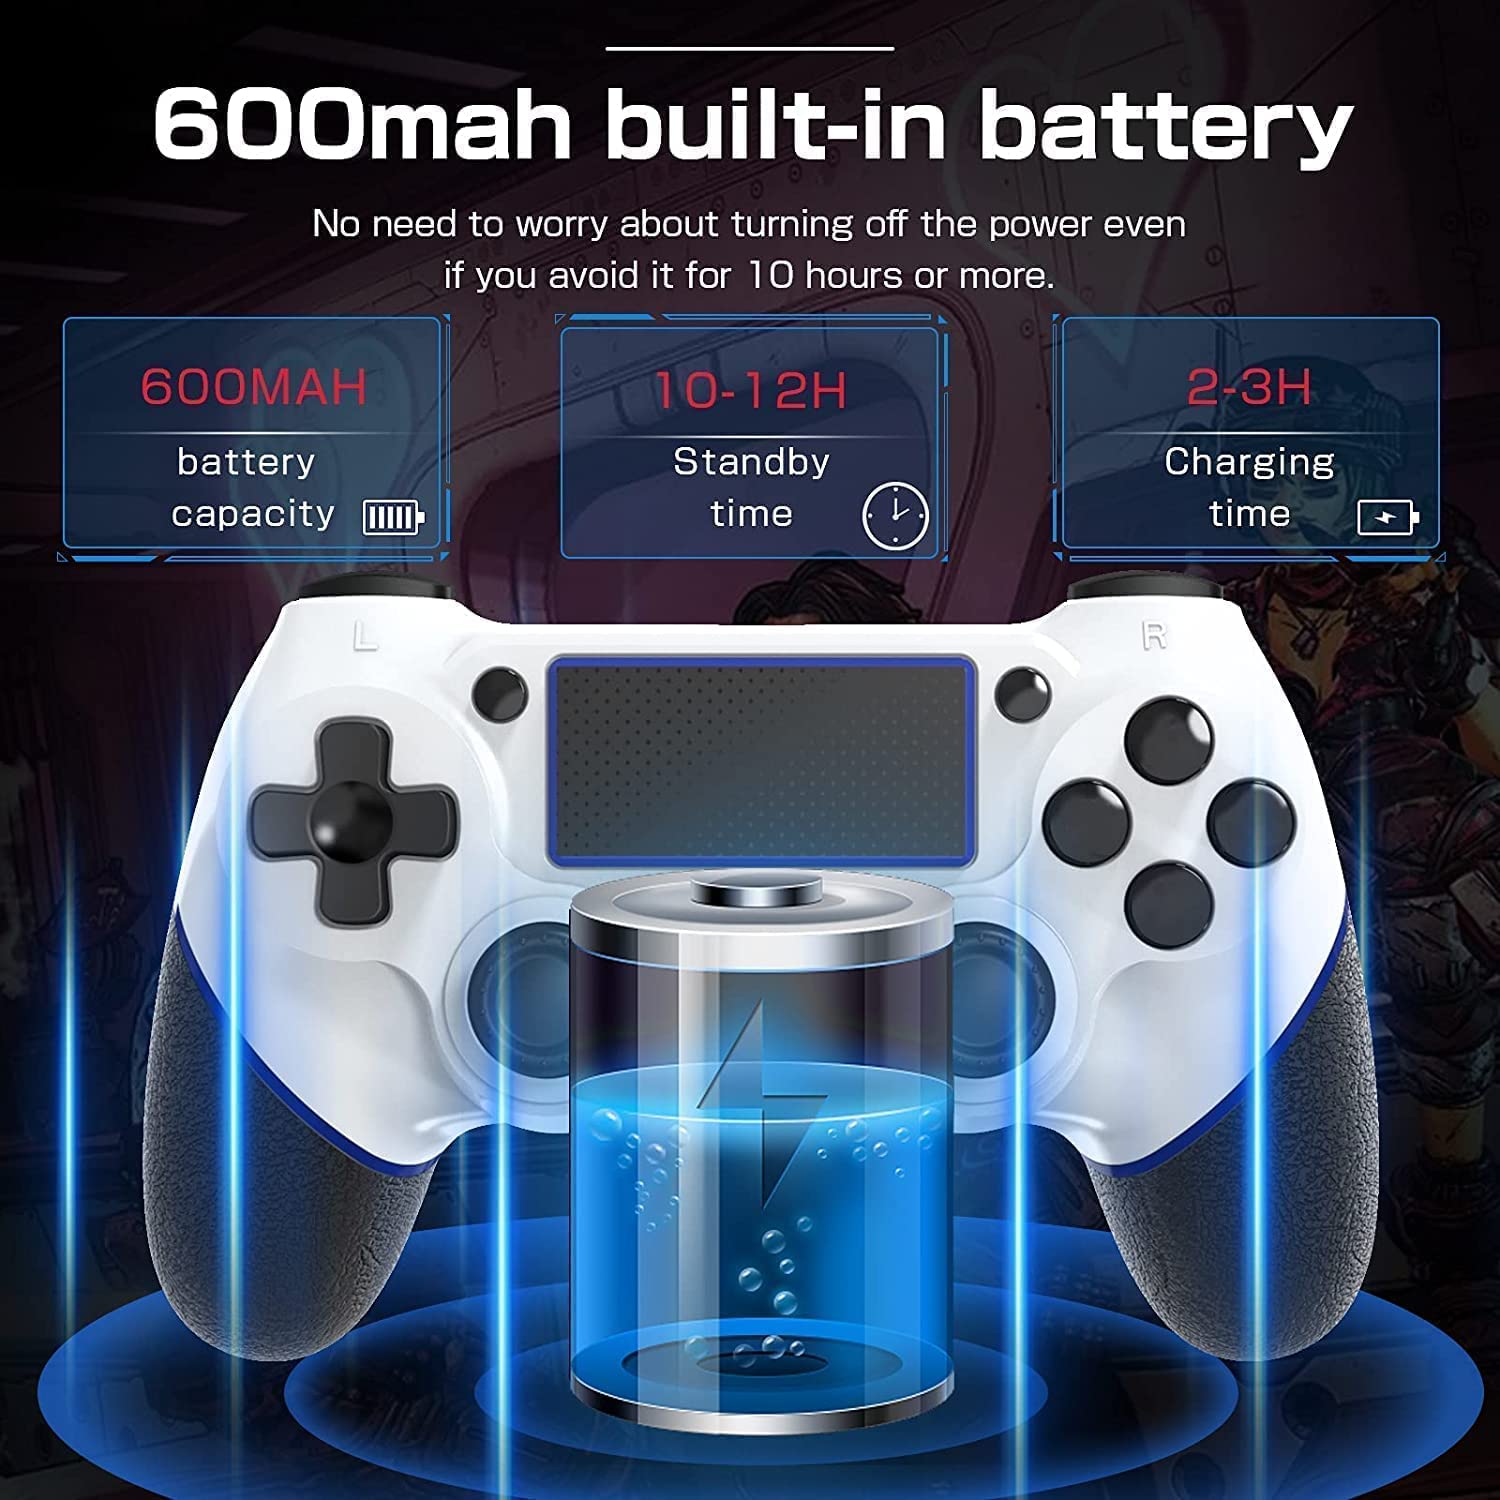 600mah built-in battery
No need to worry about turning off the power even
if you avoid it for 10 hours or more.
600MAH
battery
capacity
10-12H
Standby
time
2-3H
Charging
time
L
R